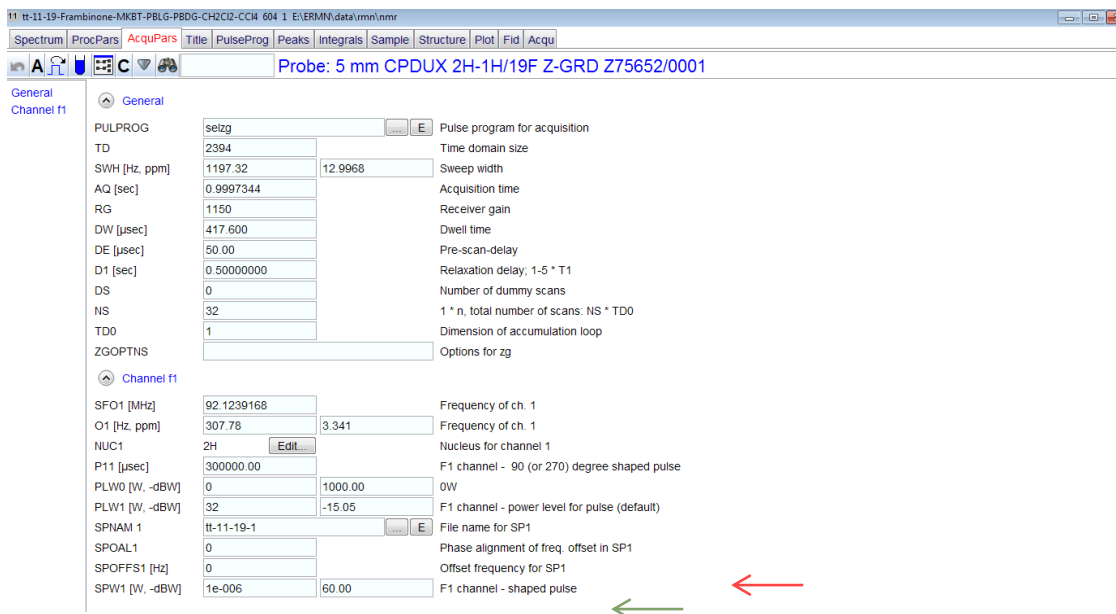 11 tt-11-19-Frambinone-MKBT-PBLG-PBDG-CH2Cl2-CCl4 604 1 E:\ERMN\data\rmn\nmr
Spectrum ProcPars AcquPars Title PulseProg Peaks Integrals Sample Structure Plot Fid Acqu
A C Probe: 5 mm CPDUX 2H-1H/19F Z-GRD Z75652/0001
General
Channel f1
General
PULPROG selzg ... E Pulse program for acquisition
TD 2394 Time domain size
SWH [Hz, ppm] 1197.32 12.9968 Sweep width
AQ [sec] 0.9997344 Acquisition time
RG 1150 Receiver gain
DW [µsec] 417.600 Dwell time
DE [µsec] 50.00 Pre-scan-delay
D1 [sec] 0.50000000 Relaxation delay; 1-5 * T1
DS 0 Number of dummy scans
NS 32 1 * n, total number of scans: NS * TD0
TD0 1 Dimension of accumulation loop
ZGOPTNS Options for zg
Channel f1
SFO1 [MHz] 92.1239168 Frequency of ch. 1
O1 [Hz, ppm] 307.78 3.341 Frequency of ch. 1
NUC1 2H Edit... Nucleus for channel 1
P11 [µsec] 300000.00 F1 channel - 90 (or 270) degree shaped pulse
PLW0 [W, -dBW] 0 1000.00 0W
PLW1 [W, -dBW] 32 -15.05 F1 channel - power level for pulse (default)
SPNAM 1 tt-11-19-1 ... E File name for SP1
SPOAL1 0 Phase alignment of freq. offset in SP1
SPOFFS1 [Hz] 0 Offset frequency for SP1
SPW1 [W, -dBW] 1e-006 60.00 F1 channel - shaped pulse